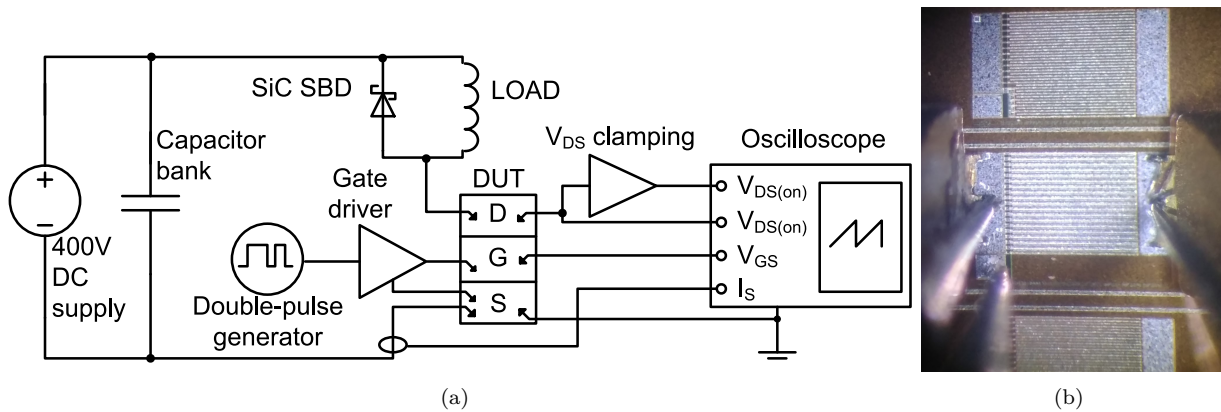 SiC SBD
LOAD
Capacitor
bank
V_DS clamping
Oscilloscope
Gate
driver
DUT
+
−
D
V_DS(on)
V_DS(on)
G
V_GS
S
I_S
400V
DC
supply
Double-pulse
generator
(a)
(b)